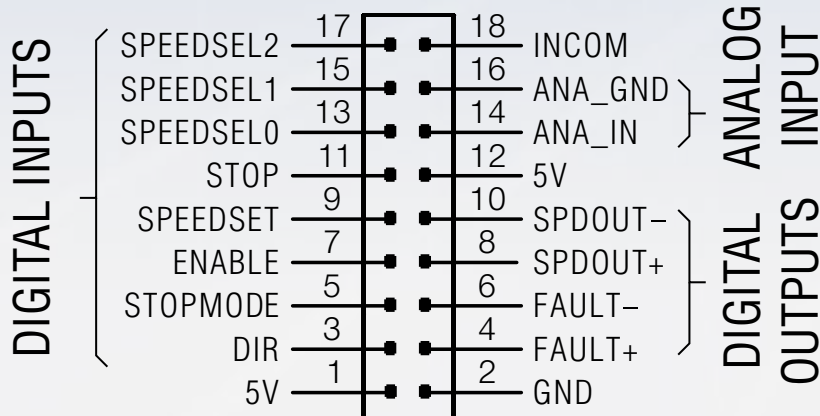 DIGITAL INPUTS
SPEEDSEL2 17 18 INCOM
SPEEDSEL1 15 16 ANA_GND
SPEEDSEL0 13 14 ANA_IN
STOP 11 12 5V
SPEEDSET 9 10 SPDOUT–
ENABLE 7 8 SPDOUT+
STOPMODE 5 6 FAULT–
DIR 3 4 FAULT+
5V 1 2 GND
ANALOG
INPUT
DIGITAL
OUTPUTS